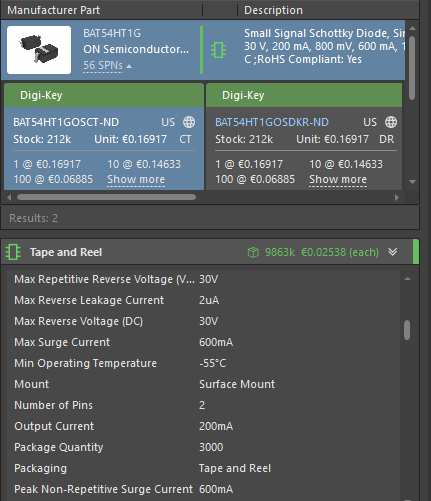 Manufacturer Part Description
BAT54HT1G
ON Semiconductor...
56 SPNs
Small Signal Schottky Diode, Sir
30 V, 200 mA, 800 mV, 600 mA, 1
C ;RoHS Compliant: Yes
Digi-Key
BAT54HT1GOSCT-ND US
Stock: 212k Unit: €0.16917 CT
1 @ €0.16917 10 @ €0.14633
100 @ €0.06885 Show more
Digi-Key
BAT54HT1GOSDKR-ND US
Stock: 212k Unit: €0.16917 DR
1 @ €0.16917 10 @ €0.14633
100 @ €0.06885 Show more
Results: 2
Tape and Reel 9863k €0.02538 (each)
Max Repetitive Reverse Voltage (V... 30V
Max Reverse Leakage Current 2uA
Max Reverse Voltage (DC) 30V
Max Surge Current 600mA
Min Operating Temperature -55°C
Mount Surface Mount
Number of Pins 2
Output Current 200mA
Package Quantity 3000
Packaging Tape and Reel
Peak Non-Repetitive Surge Current 600mA